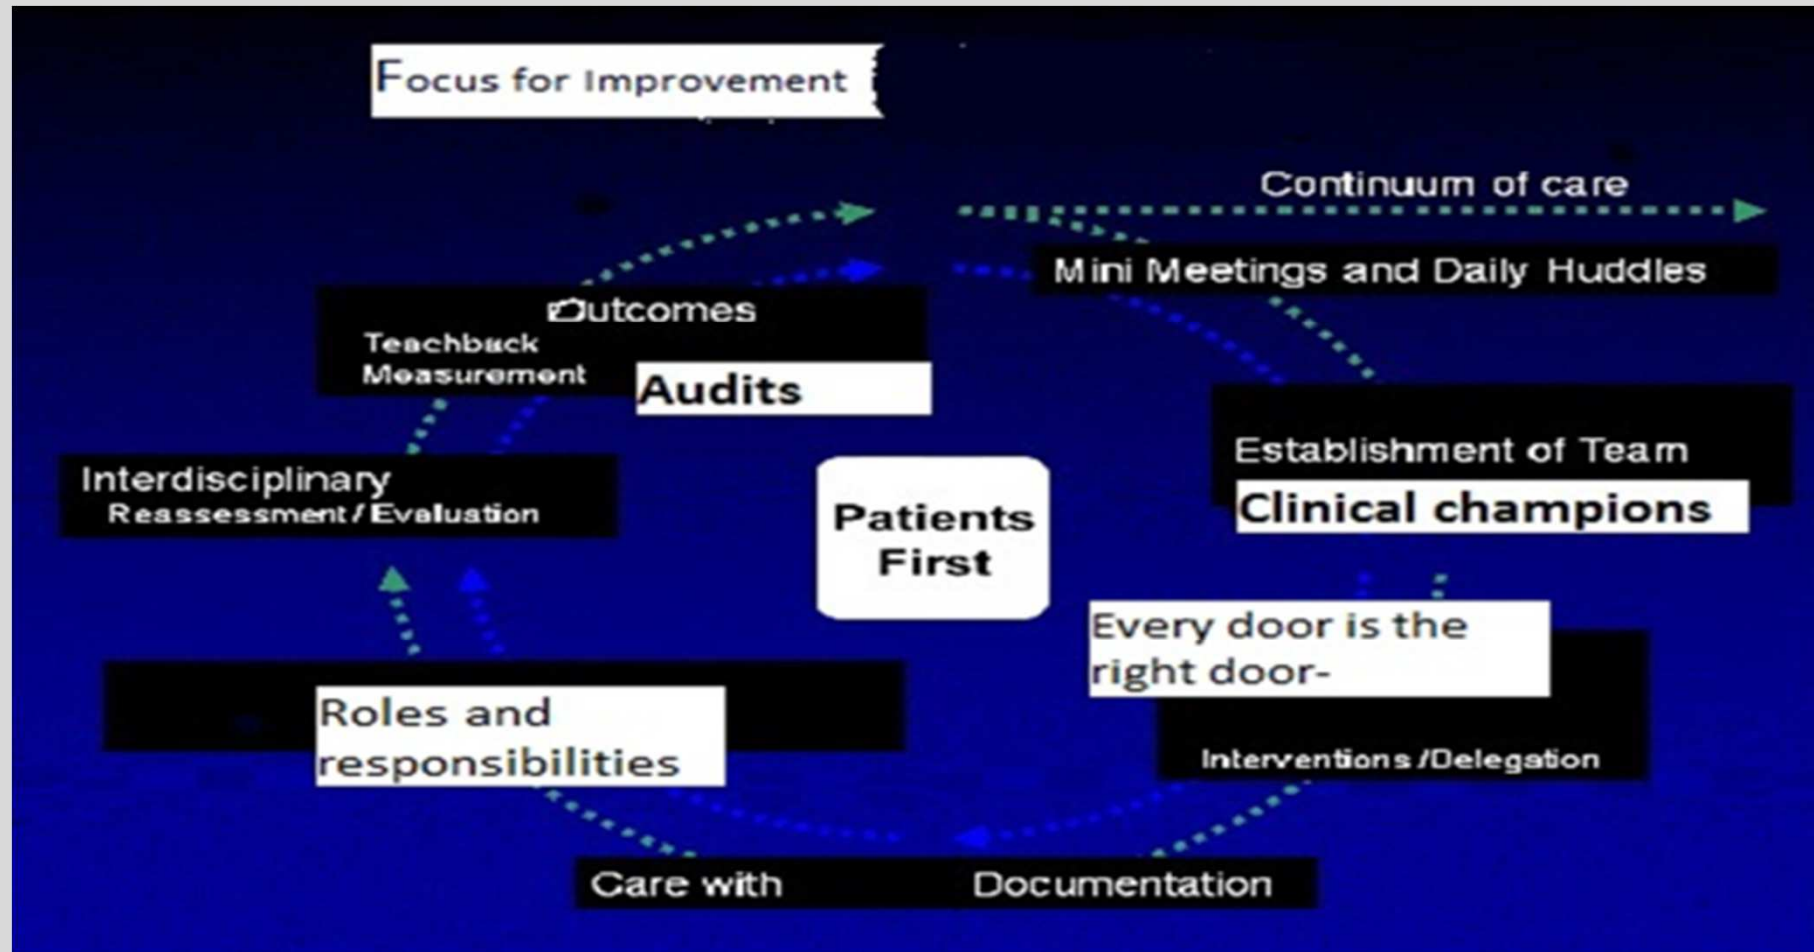 Focus for Improvement
Continuum of care
Mini Meetings and Daily Huddles
Outcomes
Teachback
Measurement
Audits
Establishment of Team
Clinical champions
Interdisciplinary
Reassessment / Evaluation
Patients
First
Every door is the
right door-
Interventions /Delegation
Roles and
responsibilities
Care with Documentation